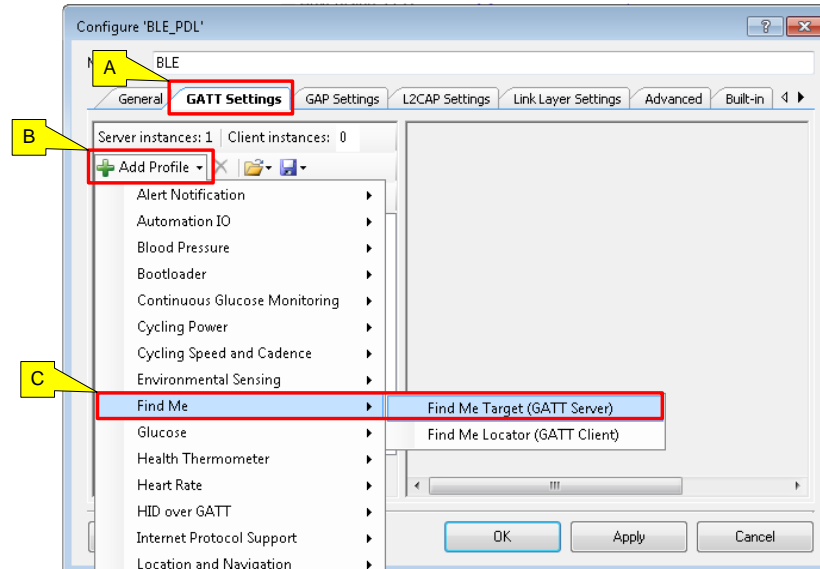 Configure 'BLE_PDL'
A
BLE
General GATT Settings GAP Settings L2CAP Settings Link Layer Settings Advanced Built-in
B
Server instances: 1 Client instances: 0
Add Profile
Alert Notification
Automation IO
Blood Pressure
Bootloader
Continuous Glucose Monitoring
Cycling Power
Cycling Speed and Cadence
C
Environmental Sensing
Find Me Find Me Target (GATT Server)
Glucose Find Me Locator (GATT Client)
Health Thermometer
Heart Rate
HID over GATT
Internet Protocol Support OK Apply Cancel
Location and Navigation